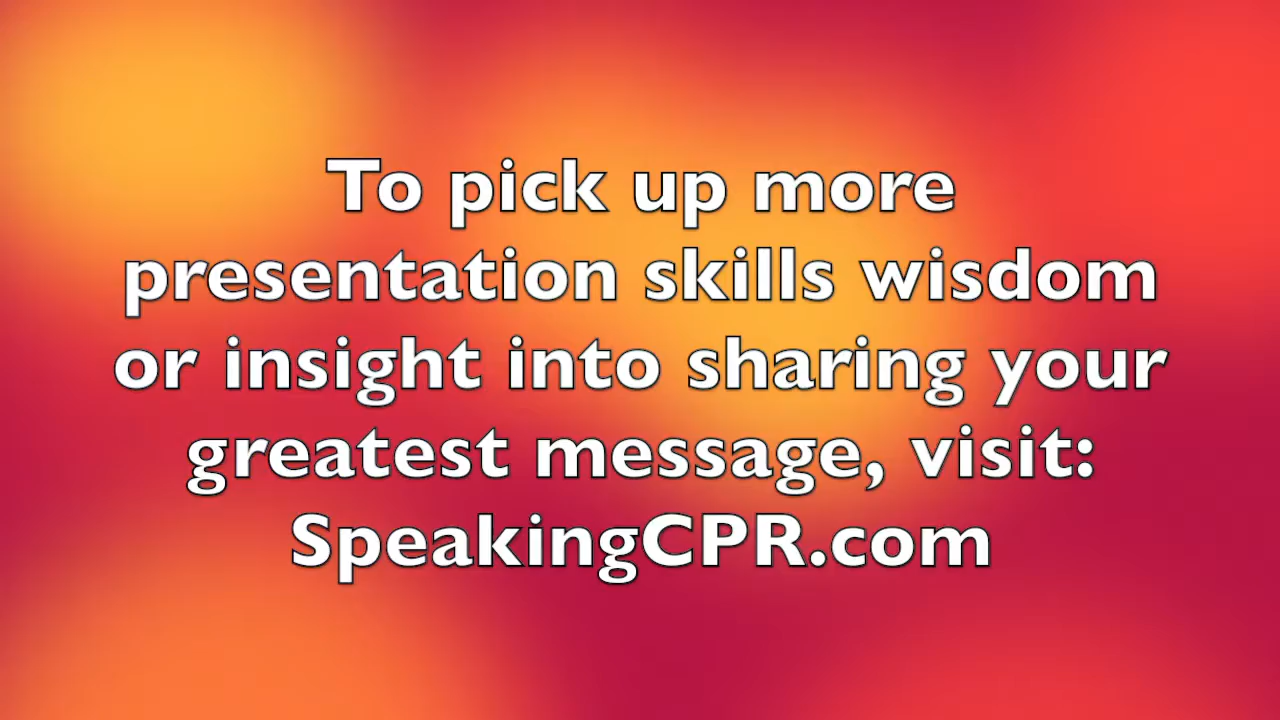 To pick up more
presentation skills wisdom
or insight into sharing your
greatest message, visit:
SpeakingCPR.com